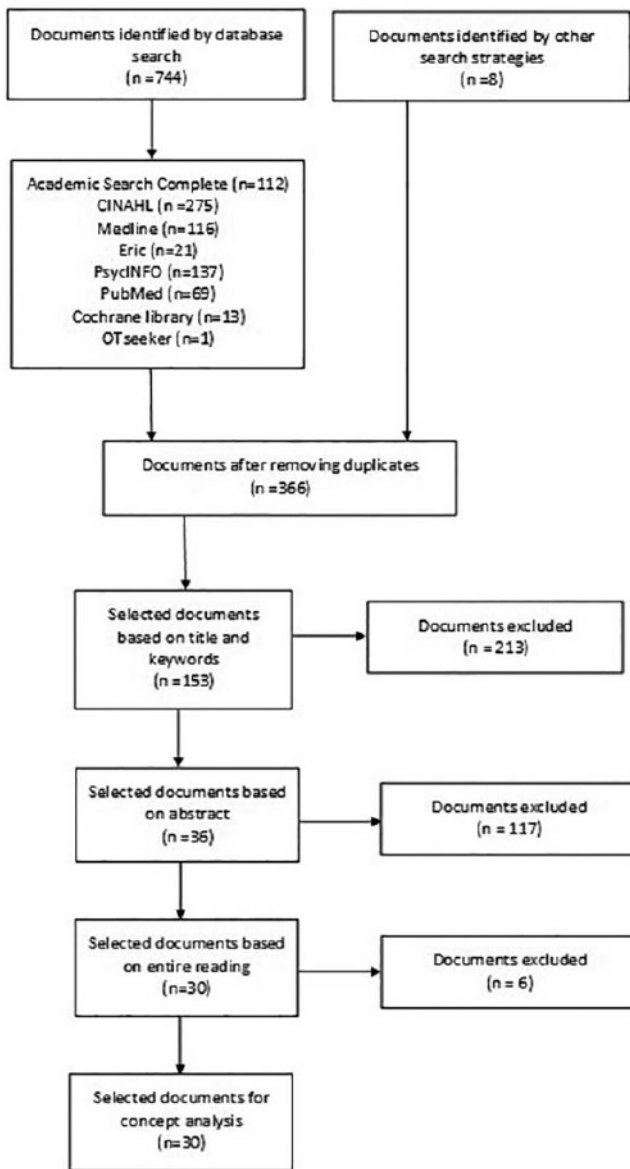 Documents identified by database
search
(n =744)
Documents identified by other
search strategies
(n =8)
Academic Search Complete (n=112)
CINAHL (n =275)
Medline (n=116)
Eric (n=21)
PsycINFO (n=137)
PubMed (n=69)
Cochrane library (n=13)
OTseeker (n=1)
Documents after removing duplicates
(n =366)
Selected documents
based on title and
keywords
(n =153)
Documents excluded
(n = 213)
Selected documents based
on abstract
(n =36)
Documents excluded
(n = 117)
Selected documents based
on entire reading
(n=30)
Documents excluded
(n = 6)
Selected documents for
concept analysis
(n=30)